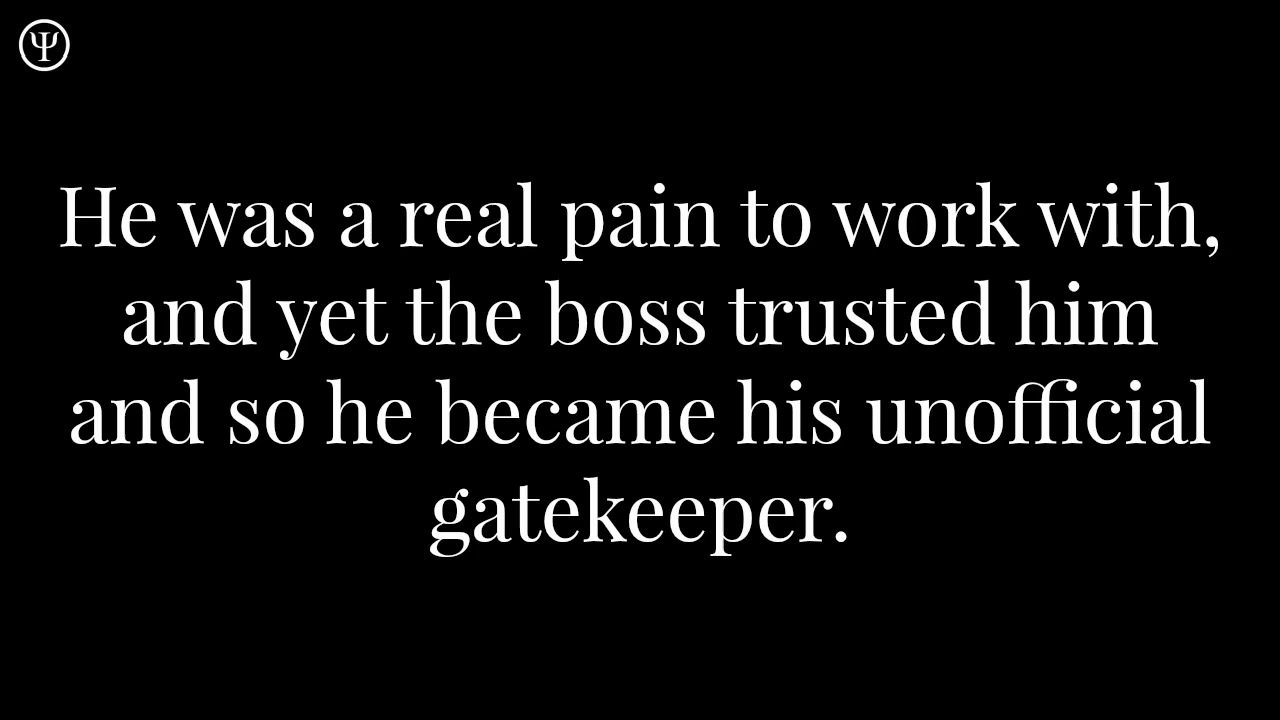 Ψ
He was a real pain to work with,
and yet the boss trusted him
and so he became his unofficial
gatekeeper.